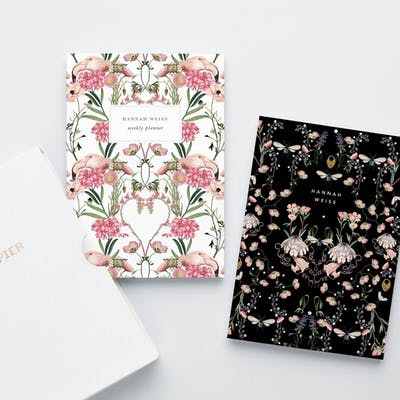 HANNAH WEISS
weekly planner
HANNAH
WEISS
PIER